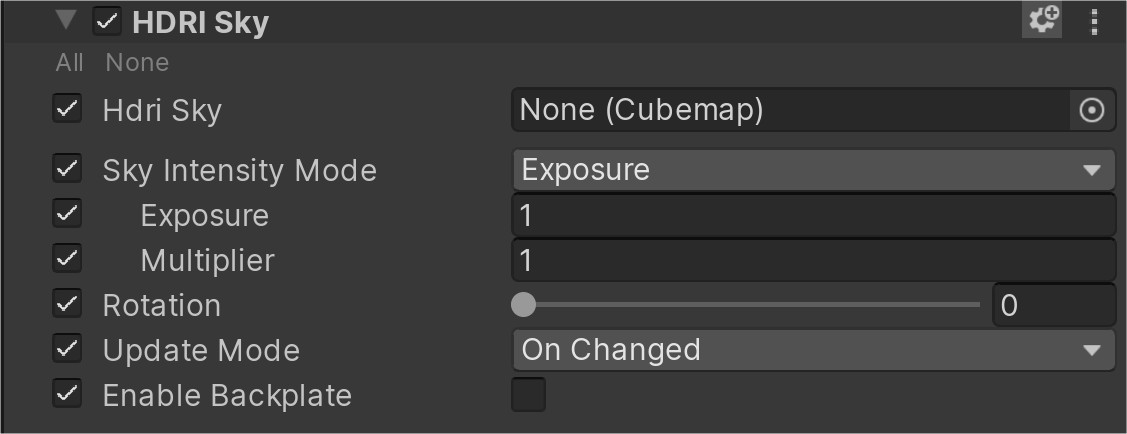 HDRI Sky
All None
Hdri Sky None (Cubemap)
Sky Intensity Mode Exposure
Exposure 1
Multiplier 1
Rotation 0
Update Mode On Changed
Enable Backplate